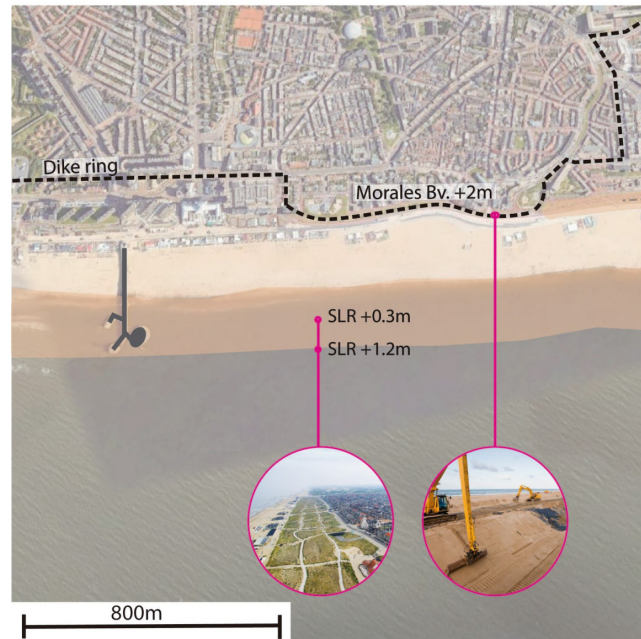 Dike ring
Morales Bv. +2m
SLR +0.3m
SLR +1.2m
800m